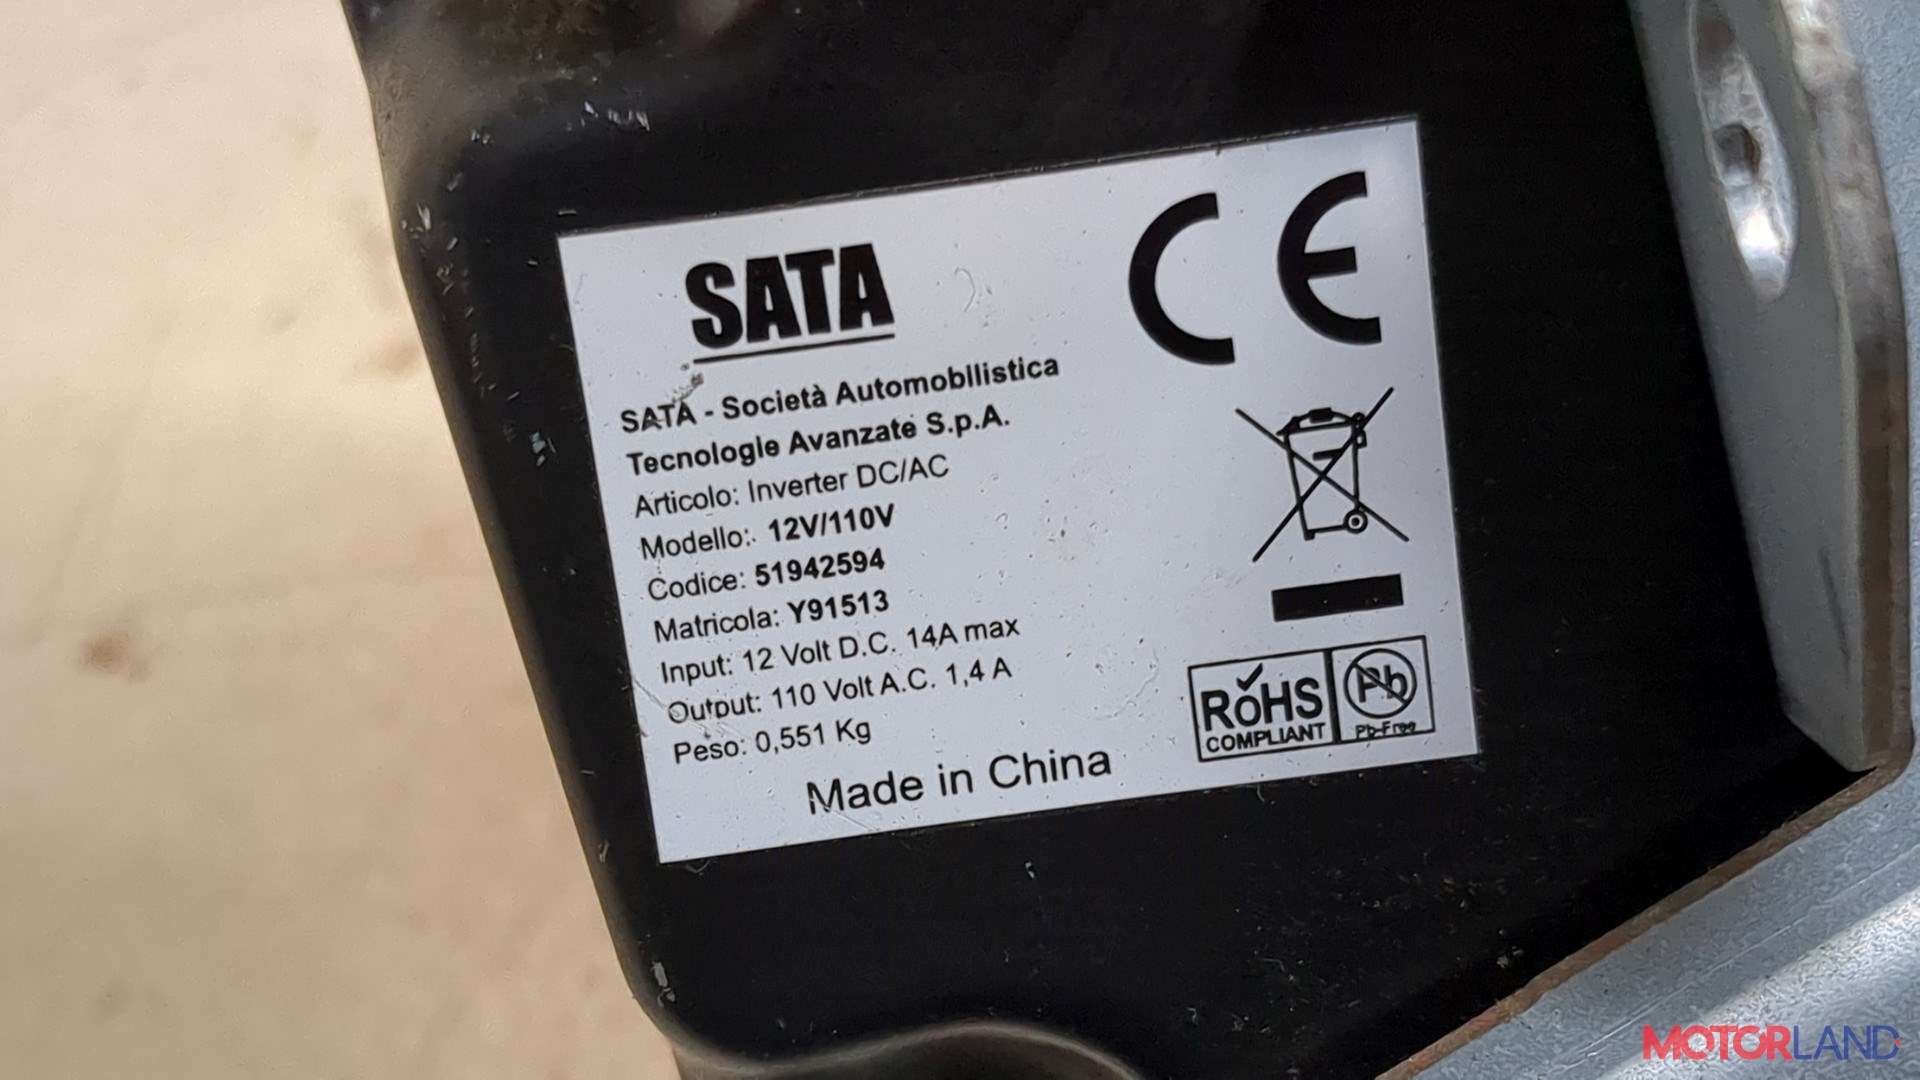 SATA
CE
SATA - Società Automobilistica
Tecnologie Avanzate S.p.A.
Articolo: Inverter DC/AC
Modello: 12V/110V
Codice: 51942594
Matricola: Y91513
Input: 12 Volt D.C. 14A max
Output: 110 Volt A.C. 1,4 A
Peso: 0,551 Kg
Made in China
RoHS
COMPLIANT
Pb
Pb-Free
MOTORLAND